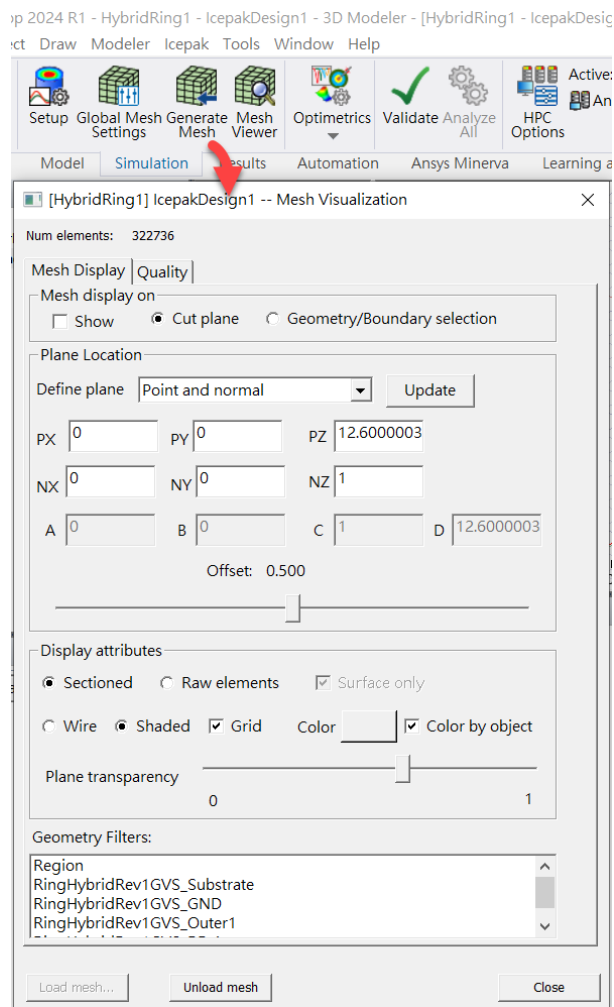 op 2024 R1 - HybridRing1 - IcepakDesign1 - 3D Modeler - [HybridRing1 - IcepakDesig
ect Draw Modeler Icepak Tools Window Help
Setup Global Mesh Settings Generate Mesh Mesh Viewer Optimetrics Validate Analyze All HPC Options Active: An
Model Simulation esults Automation Ansys Minerva Learning a
[HybridRing1] IcepakDesign1 -- Mesh Visualization
Num elements: 322736
Mesh Display Quality
Mesh display on
Show Cut plane Geometry/Boundary selection
Plane Location
Define plane Point and normal Update
PX 0 PY 0 PZ 12.6000003
NX 0 NY 0 NZ 1
A 0 B 0 C 1 D 12.6000003
Offset: 0.500
Display attributes
Sectioned Raw elements Surface only
Wire Shaded Grid Color Color by object
Plane transparency
0 1
Geometry Filters:
Region
RingHybridRev1GVS_Substrate
RingHybridRev1GVS_GND
RingHybridRev1GVS_Outer1
Load mesh... Unload mesh Close